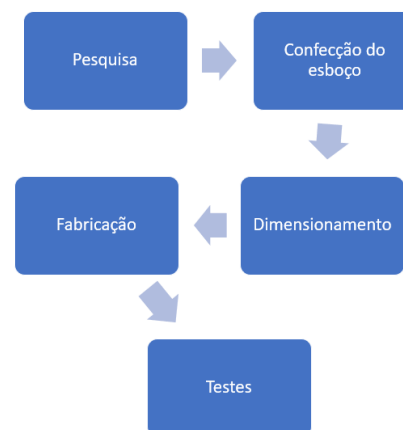 Pesquisa
Confecção do
esboço
Dimensionamento
Fabricação
Testes